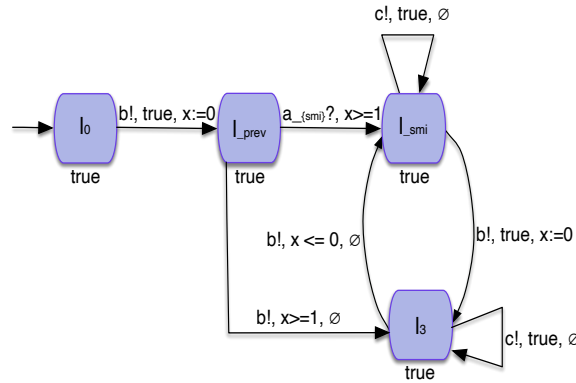 c!, true, ∅
b!, true, x:=0
a_{smi}?, x>=1
l0
l_prev
l_smi
true
true
true
b!, x <= 0, ∅
b!, true, x:=0
b!, x>=1, ∅
l3
c!, true, ∅
true